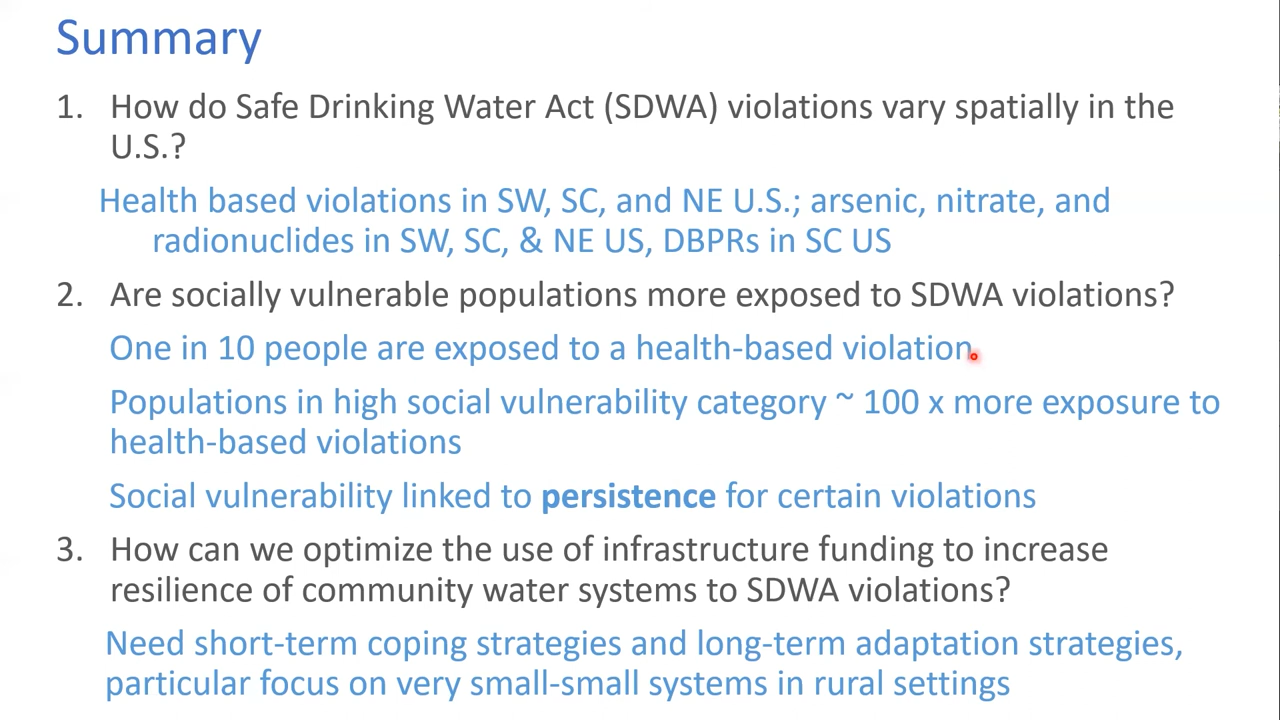 Summary
1. How do Safe Drinking Water Act (SDWA) violations vary spatially in the
U.S.?
Health based violations in SW, SC, and NE U.S.; arsenic, nitrate, and
radionuclides in SW, SC, & NE US, DBPRs in SC US
2. Are socially vulnerable populations more exposed to SDWA violations?
One in 10 people are exposed to a health-based violation.
Populations in high social vulnerability category ~ 100 x more exposure to
health-based violations
Social vulnerability linked to persistence for certain violations
3. How can we optimize the use of infrastructure funding to increase
resilience of community water systems to SDWA violations?
Need short-term coping strategies and long-term adaptation strategies,
particular focus on very small-small systems in rural settings